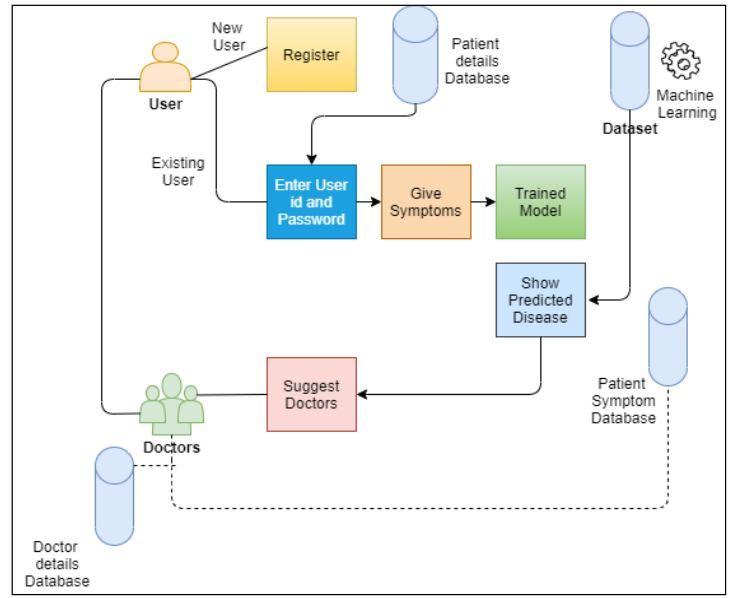 New
User
Register
Patient
details
Database
Machine
Learning
User
Dataset
Existing
User
Enter User
id and
Password
Give
Symptoms
Trained
Model
Show
Predicted
Disease
Suggest
Doctors
Patient
Symptom
Database
Doctors
Doctor
details
Database